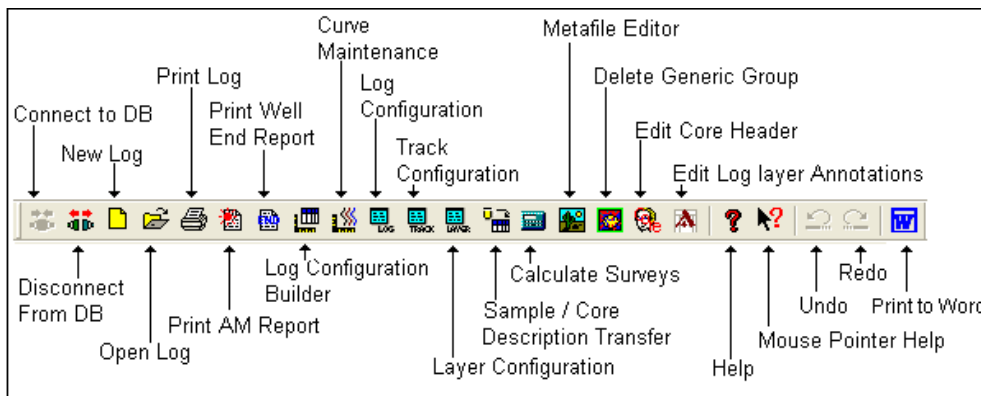 Curve
Maintenance
Metafile Editor
Print Log
Log
Configuration
Delete Generic Group
Connect to DB
Print Well
End Report
Edit Core Header
New Log
Track
Configuration
Edit Log layer Annotations
END
LOG
TRACK
LAYER
e
A
?
?
W
Disconnect
From DB
Log Configuration
Builder
Calculate Surveys
Redo
Print AM Report
Sample / Core
Description Transfer
Undo
Print to Word
Open Log
Layer Configuration
Help
Mouse Pointer Help